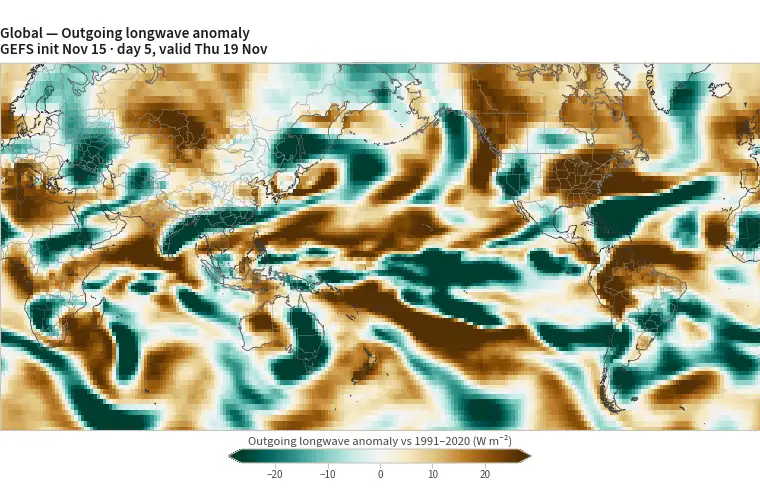 Global — Outgoing longwave anomaly
GEFS init Nov 15 · day 5, valid Thu 19 Nov
Outgoing longwave anomaly vs 1991–2020 (W m⁻²)
−20 −10 0 10 20